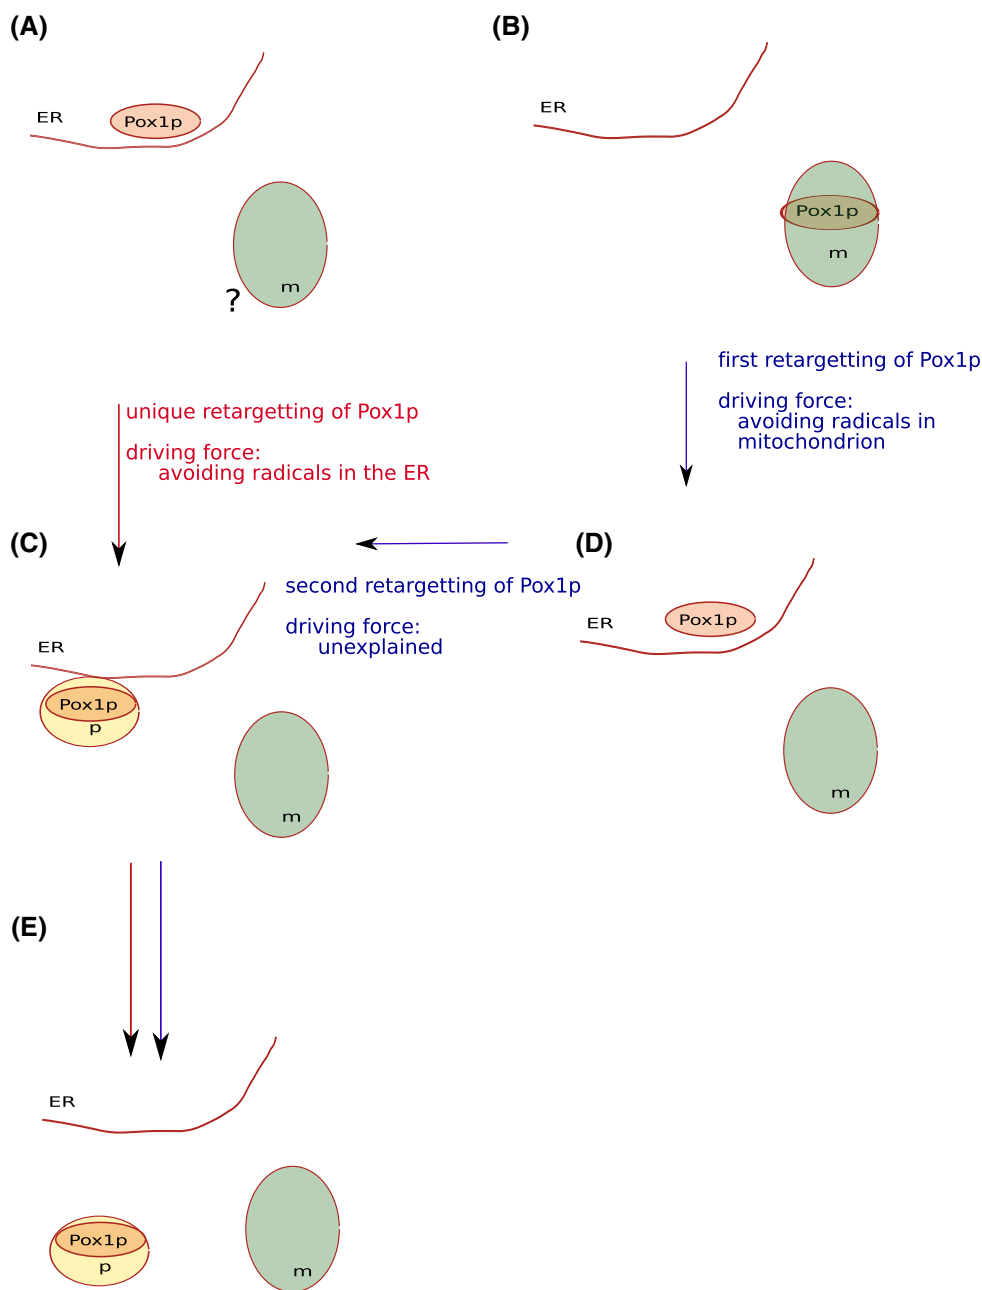 (A)
ER
Pox1p
m
?
(B)
ER
Pox1p
m
unique retargetting of Pox1p
driving force:
avoiding radicals in the ER
first retargetting of Pox1p
driving force:
avoiding radicals in
mitochondrion
(C)
ER
Pox1p
p
m
second retargetting of Pox1p
driving force:
unexplained
(D)
ER
Pox1p
m
(E)
ER
Pox1p
p
m